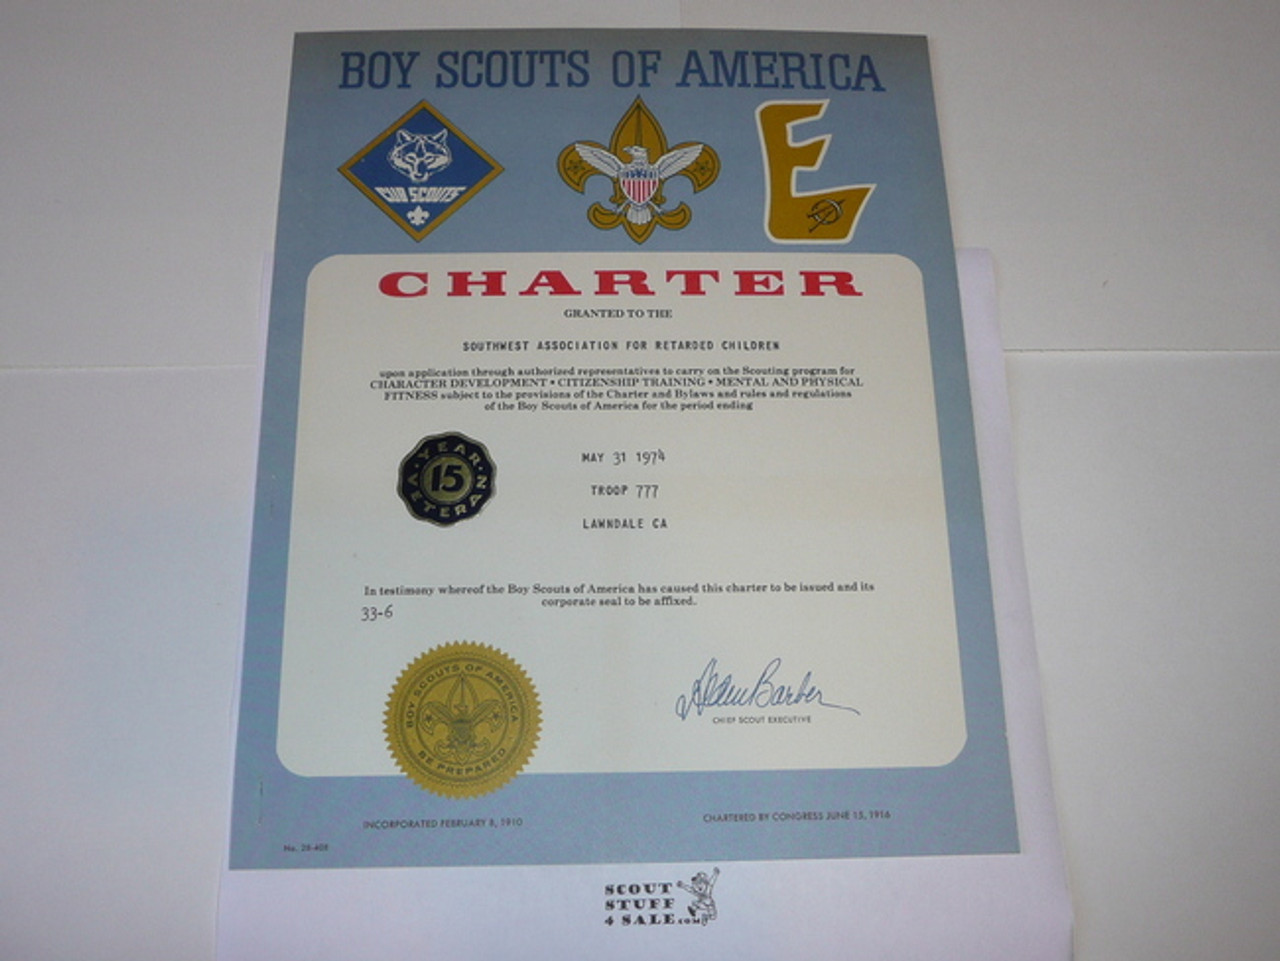 BOY SCOUTS OF AMERICA
CUB SCOUTS
E
CHARTER
GRANTED TO THE
SOUTHWEST ASSOCIATION FOR RETARDED CHILDREN
upon application through authorized representatives to carry on the Scouting program for
CHARACTER DEVELOPMENT • CITIZENSHIP TRAINING • MENTAL AND PHYSICAL
FITNESS subject to the provisions of the Charter and Bylaws and rules and regulations
of the Boy Scouts of America for the period ending
YEAR
15
VETERAN
MAY 31 1974
TROOP 777
LAWNDALE CA
In testimony whereof the Boy Scouts of America has caused this charter to be issued and its
corporate seal to be affixed.
33-6
BOY SCOUTS OF AMERICA
BE PREPARED
Alden Barber
CHIEF SCOUT EXECUTIVE
INCORPORATED FEBRUARY 8, 1910
CHARTERED BY CONGRESS JUNE 15, 1916
No. 28-408
SCOUT
STUFF
4 SALE.COM